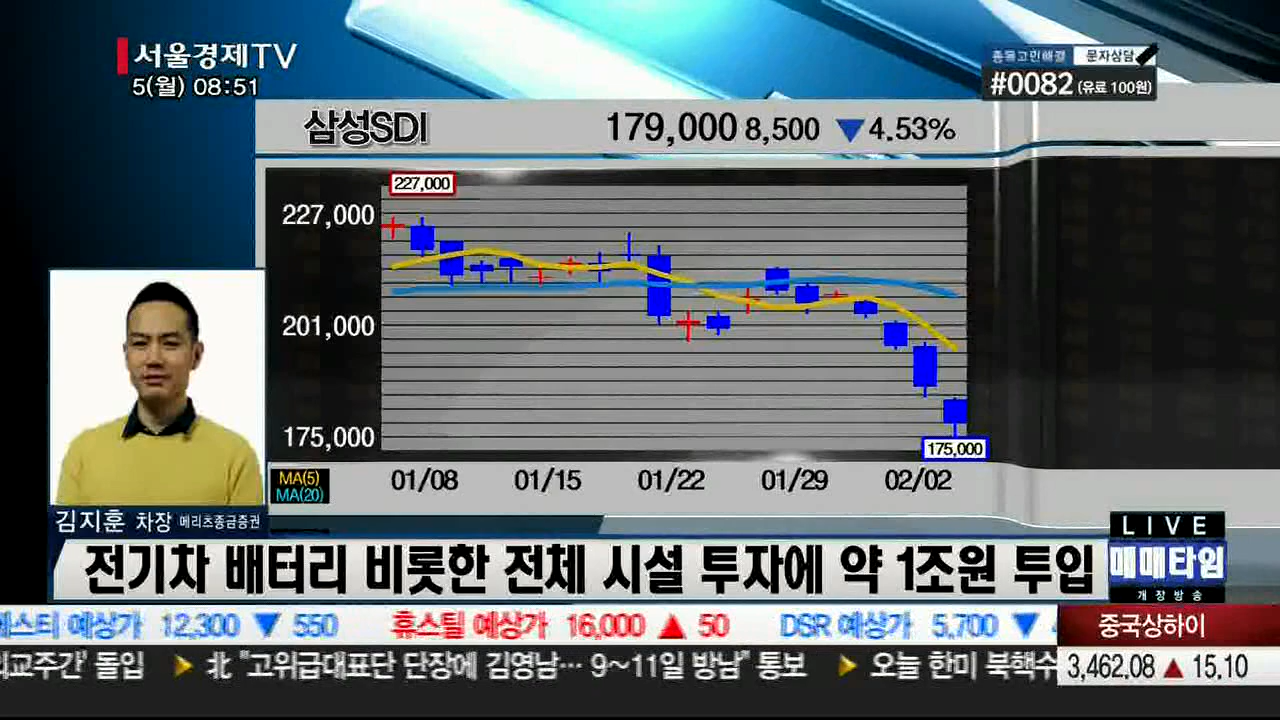 서울경제TV
5(월) 08:51
종목고민해결 문자상담
#0082 (유료 100원)
삼성SDI 179,000 8,500 ▼4.53%
227,000
227,000
201,000
175,000
175,000
MA(5)
MA(20)
01/08 01/15 01/22 01/29 02/02
김지훈 차장 메리츠종금증권
LIVE
매매타임
개장방송
전기차 배터리 비롯한 전체 시설 투자에 약 1조원 투입
에스티 예상가 12,300 ▼ 550 휴스틸 예상가 16,000 ▲ 50 DSR 예상가 5,700 ▼
중국상하이
교주간' 돌입 ▶ 北 "고위급대표단 단장에 김영남… 9~11일 방남" 통보 ▶ 오늘 한미 북핵수
3,462.08 ▲ 15,10